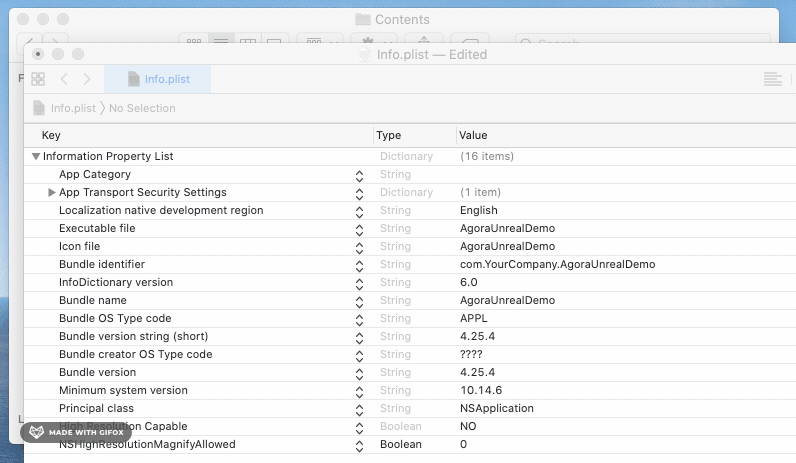 Contents
Search
Info.plist — Edited
Info.plist
Info.plist 〉No Selection
Key Type Value
Information Property List Dictionary (16 items)
App Category String
App Transport Security Settings Dictionary (1 item)
Localization native development region String English
Executable file String AgoraUnrealDemo
Icon file String AgoraUnrealDemo
Bundle identifier String com.YourCompany.AgoraUnrealDemo
InfoDictionary version String 6.0
Bundle name String AgoraUnrealDemo
Bundle OS Type code String APPL
Bundle version string (short) String 4.25.4
Bundle creator OS Type code String ????
Bundle version String 4.25.4
Minimum system version String 10.14.6
Principal class String NSApplication
High Resolution Capable Boolean NO
MADE WITH GIFOX
NSHighResolutionMagnifyAllowed Boolean 0